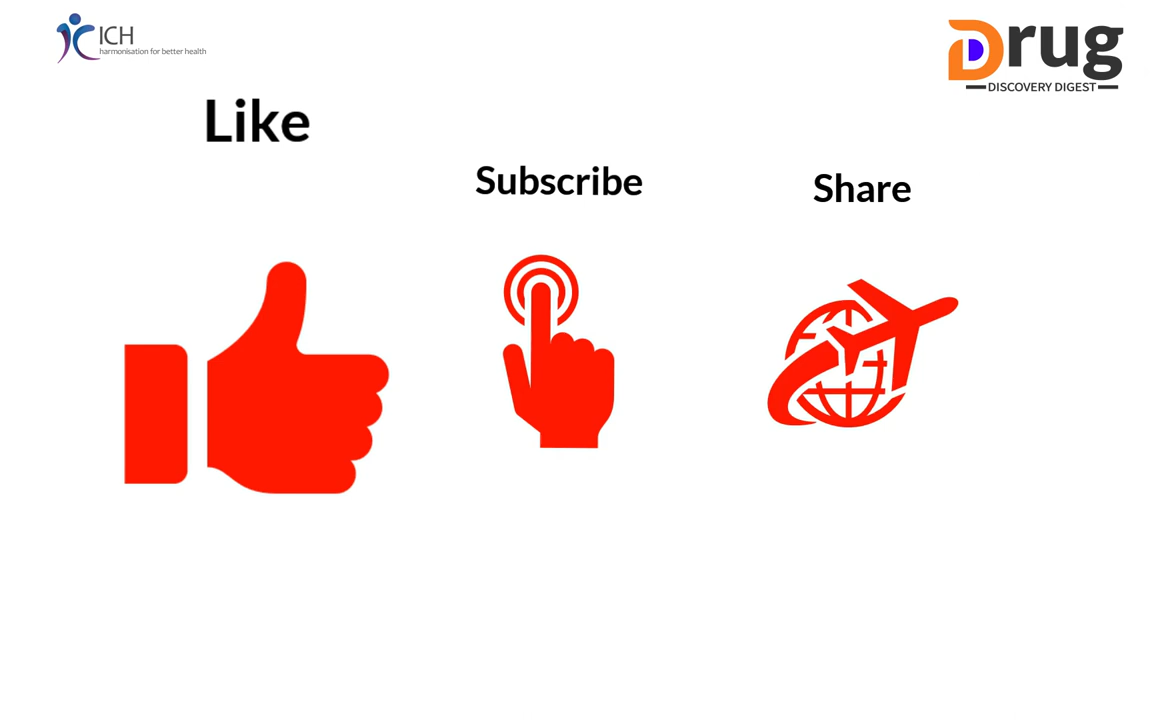 ICH
harmonisation for better health
Drug
DISCOVERY DIGEST
Like
Subscribe
Share